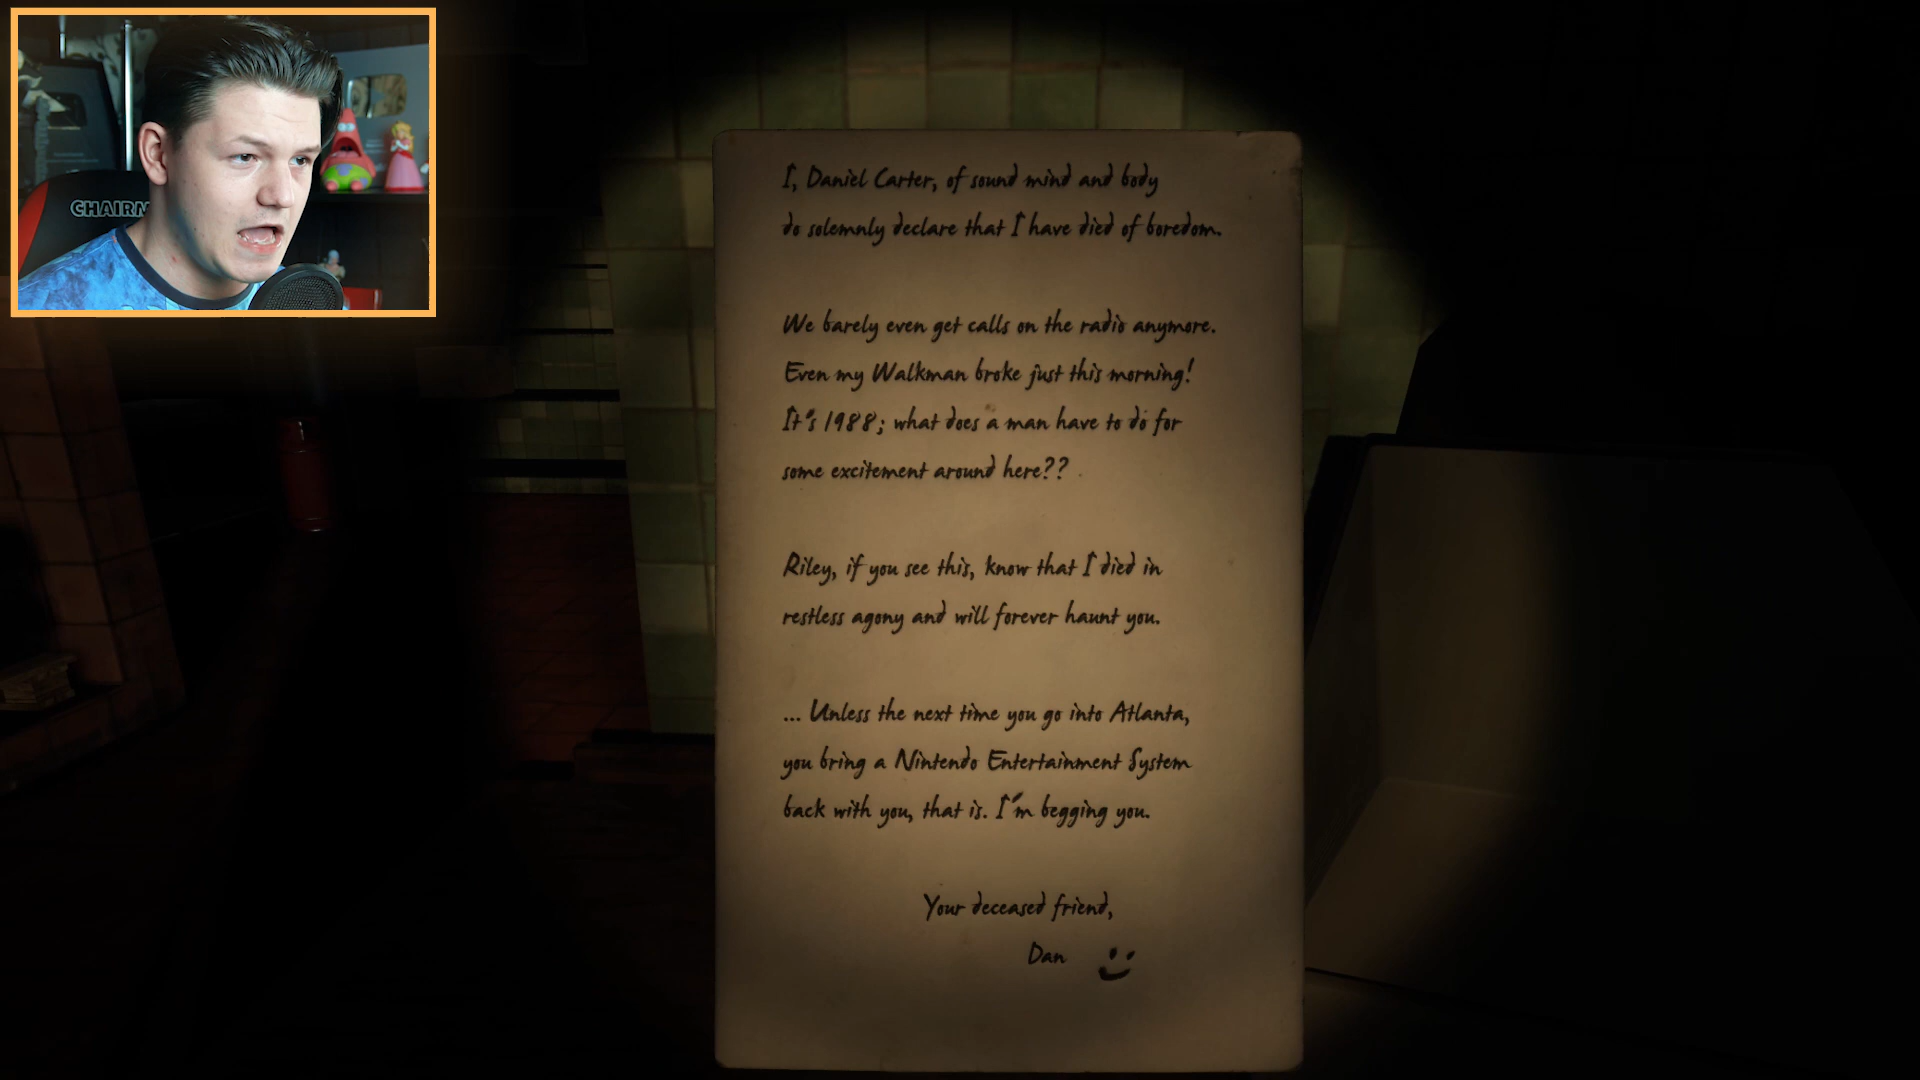 CHAIRM
I, Daniel Carter, of sound mind and body
do solemnly declare that I have died of boredom.
We barely even get calls on the radio anymore.
Even my Walkman broke just this morning!
It's 1988; what does a man have to do for
some excitement around here??
Riley, if you see this, know that I died in
restless agony and will forever haunt you.
... Unless the next time you go into Atlanta,
you bring a Nintendo Entertainment System
back with you, that is. I'm begging you.
Your deceased friend,
Dan